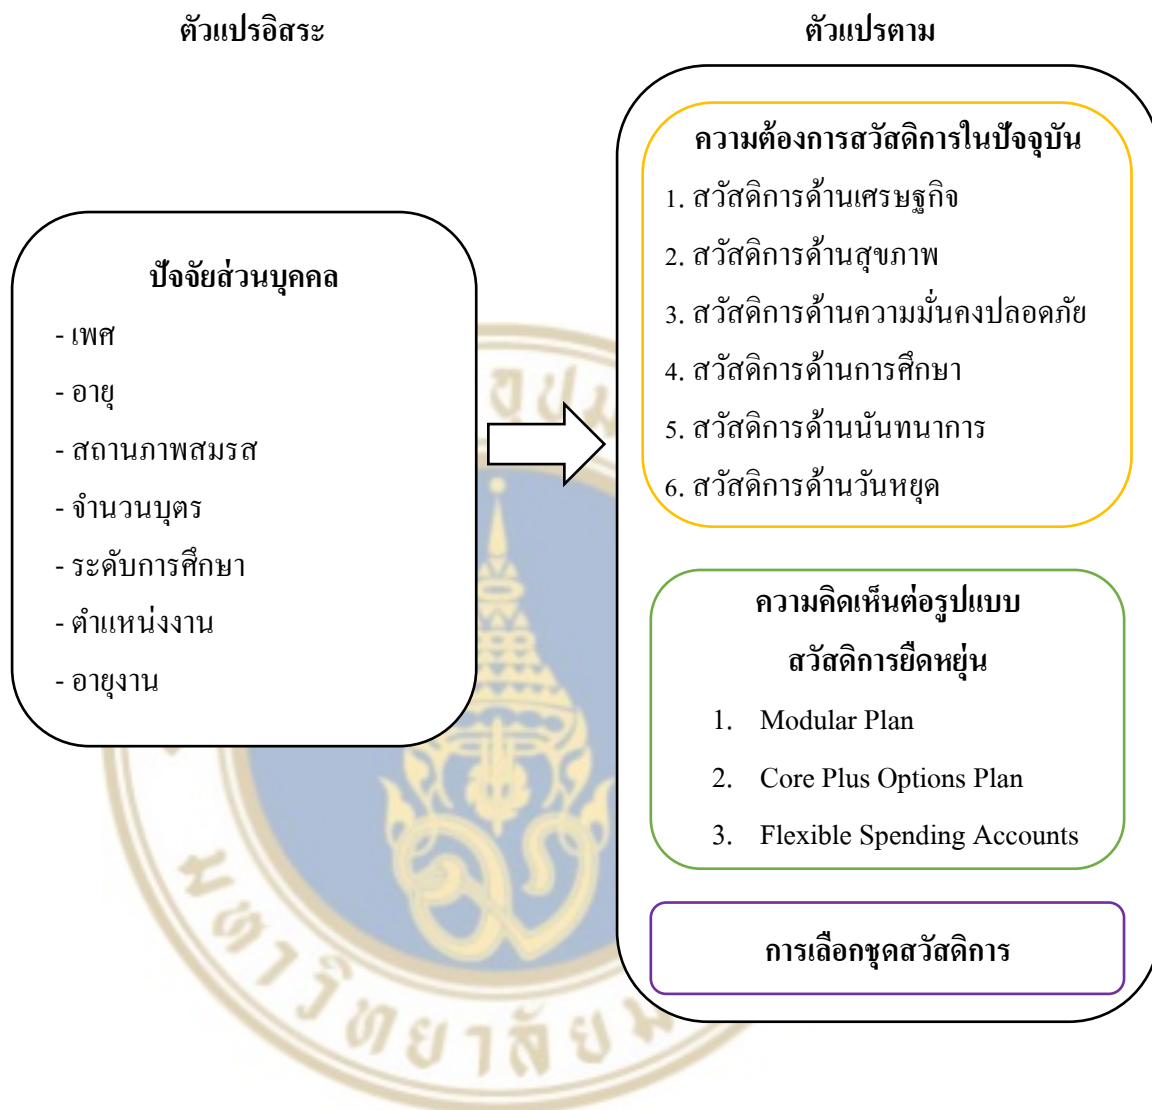 ตัวแปรอิสระ
ตัวแปรตาม
ปัจจัยส่วนบุคคล
- เพศ
- อายุ
- สถานภาพสมรส
- จำนวนบุตร
- ระดับการศึกษา
- ตำแหน่งงาน
- อายุงาน
ความต้องการสวัสดิการในปัจจุบัน
1. สวัสดิการด้านเศรษฐกิจ
2. สวัสดิการด้านสุขภาพ
3. สวัสดิการด้านความมั่นคงปลอดภัย
4. สวัสดิการด้านการศึกษา
5. สวัสดิการด้านนันทนาการ
6. สวัสดิการด้านวันหยุด
ความคิดเห็นต่อรูปแบบ
สวัสดิการยืดหยุ่น
1. Modular Plan
2. Core Plus Options Plan
3. Flexible Spending Accounts
การเลือกชุดสวัสดิการ
มหาวิทยาลัยม